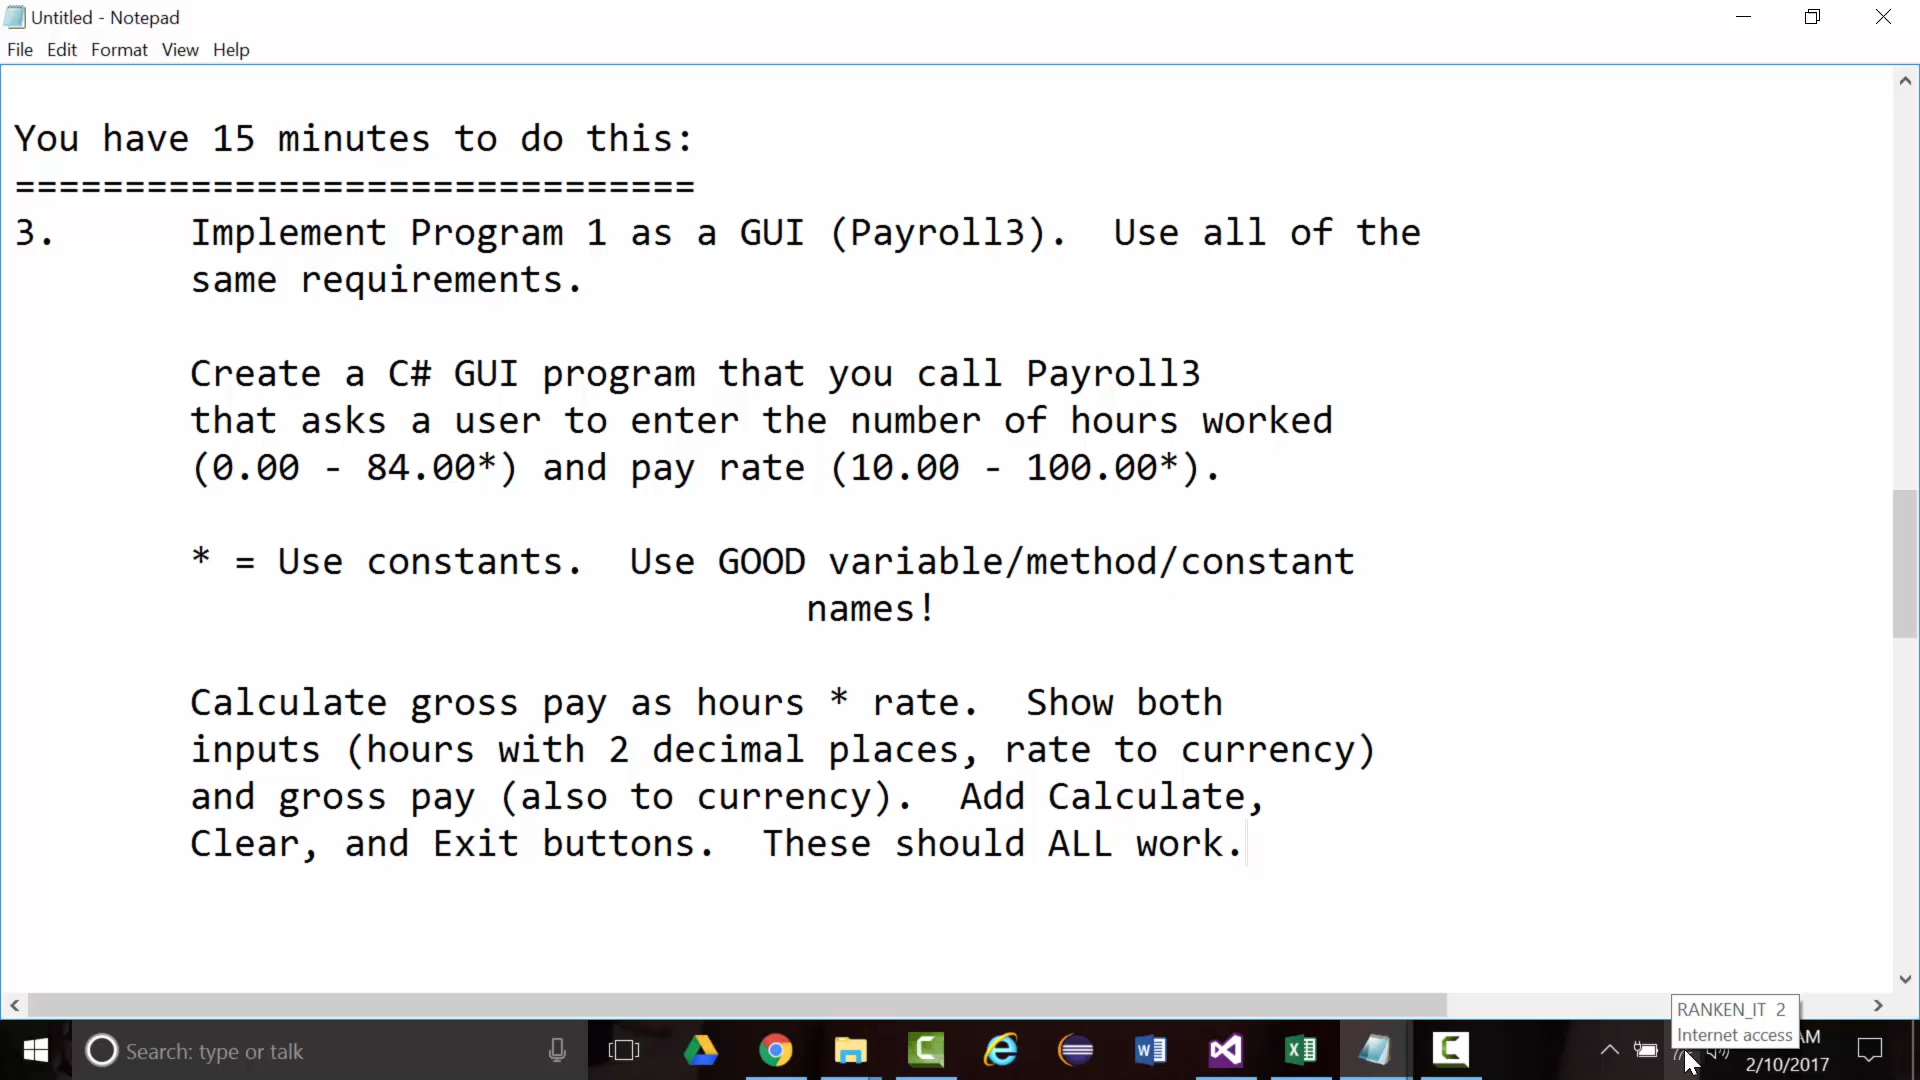 Untitled - Notepad
File Edit Format View Help
You have 15 minutes to do this:
===============================
3. Implement Program 1 as a GUI (Payroll3). Use all of the
same requirements.
Create a C# GUI program that you call Payroll3
that asks a user to enter the number of hours worked
(0.00 - 84.00*) and pay rate (10.00 - 100.00*).
* = Use constants. Use GOOD variable/method/constant
names!
Calculate gross pay as hours * rate. Show both
inputs (hours with 2 decimal places, rate to currency)
and gross pay (also to currency). Add Calculate,
Clear, and Exit buttons. These should ALL work.
RANKEN_IT 2
Internet access
Search: type or talk
AM
2/10/2017